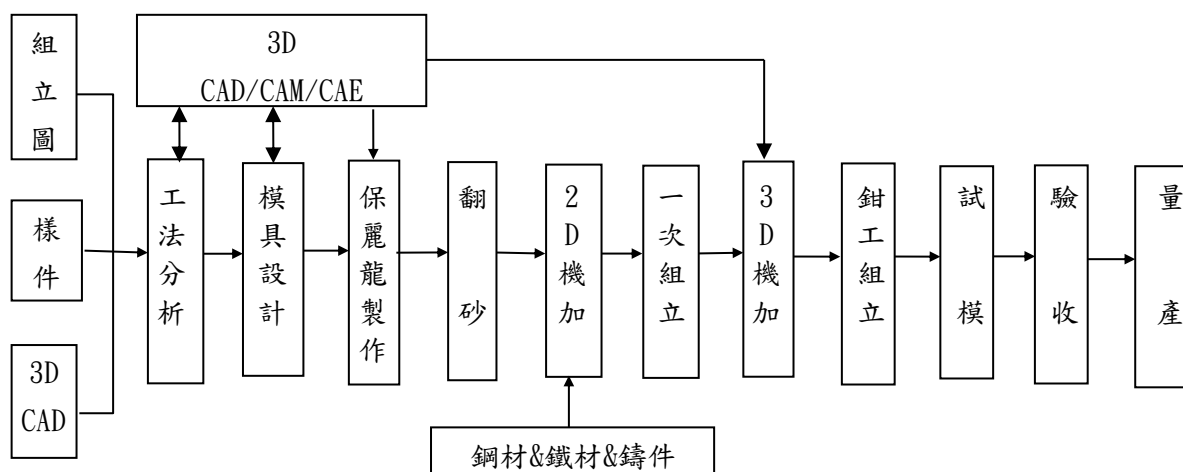 組立圖
3D
CAD/CAM/CAE
樣件
3D
CAD
工法分析
模具設計
保麗龍製作
翻砂
2D機加
一次組立
3D機加
鉗工組立
試模
驗收
量產
鋼材&鐵材&鑄件